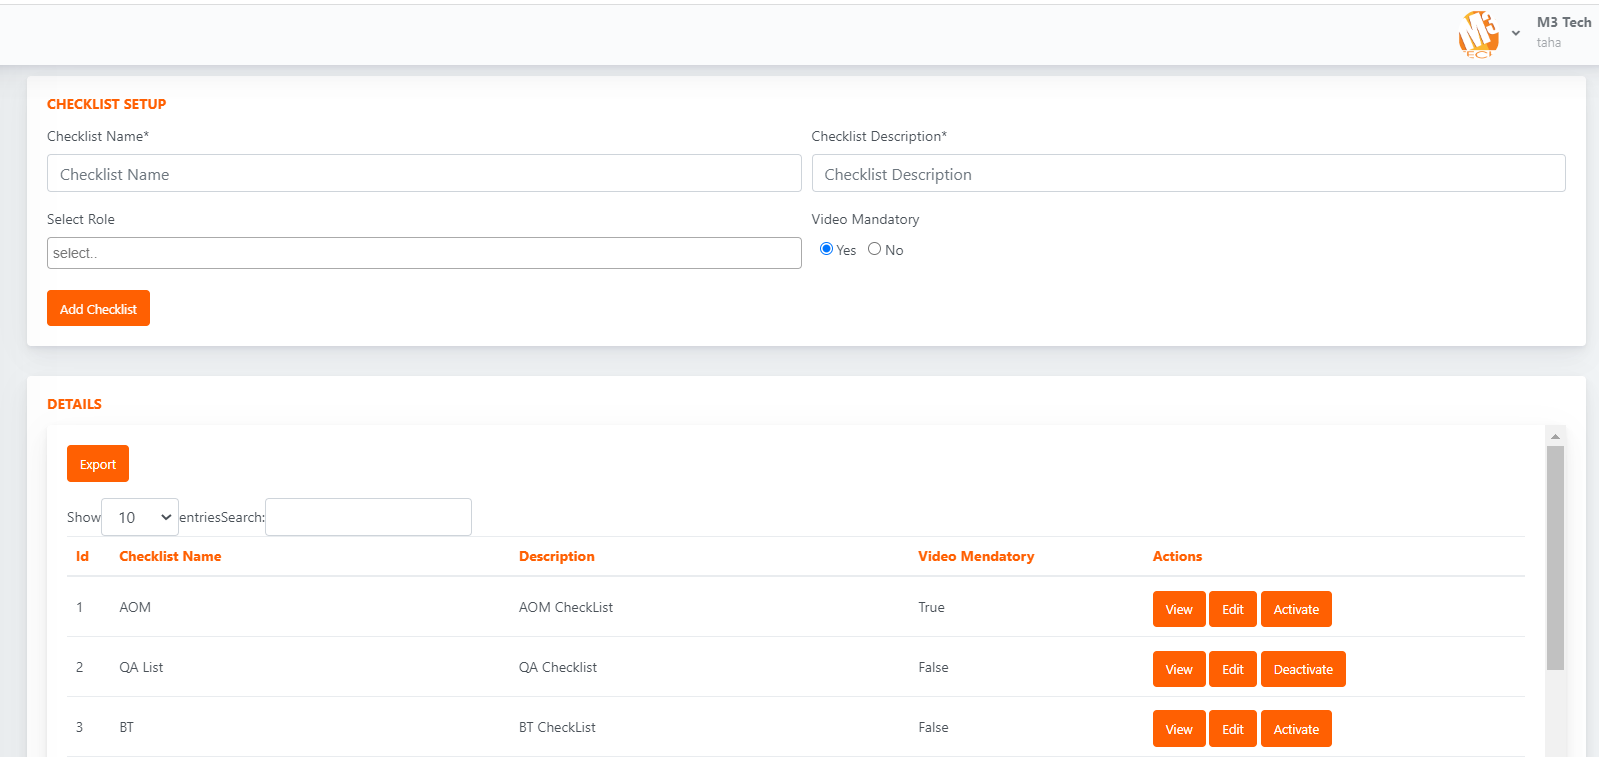 M3 Tech
taha
M3
TECH
CHECKLIST SETUP
Checklist Name* Checklist Description*
Checklist Name Checklist Description
Select Role Video Mandatory
select.. Yes No
Add Checklist
DETAILS
Export
Show 10 entriesSearch:
Id Checklist Name Description Video Mendatory Actions
1 AOM AOM CheckList True View Edit Activate
2 QA List QA Checklist False View Edit Deactivate
3 BT BT CheckList False View Edit Activate